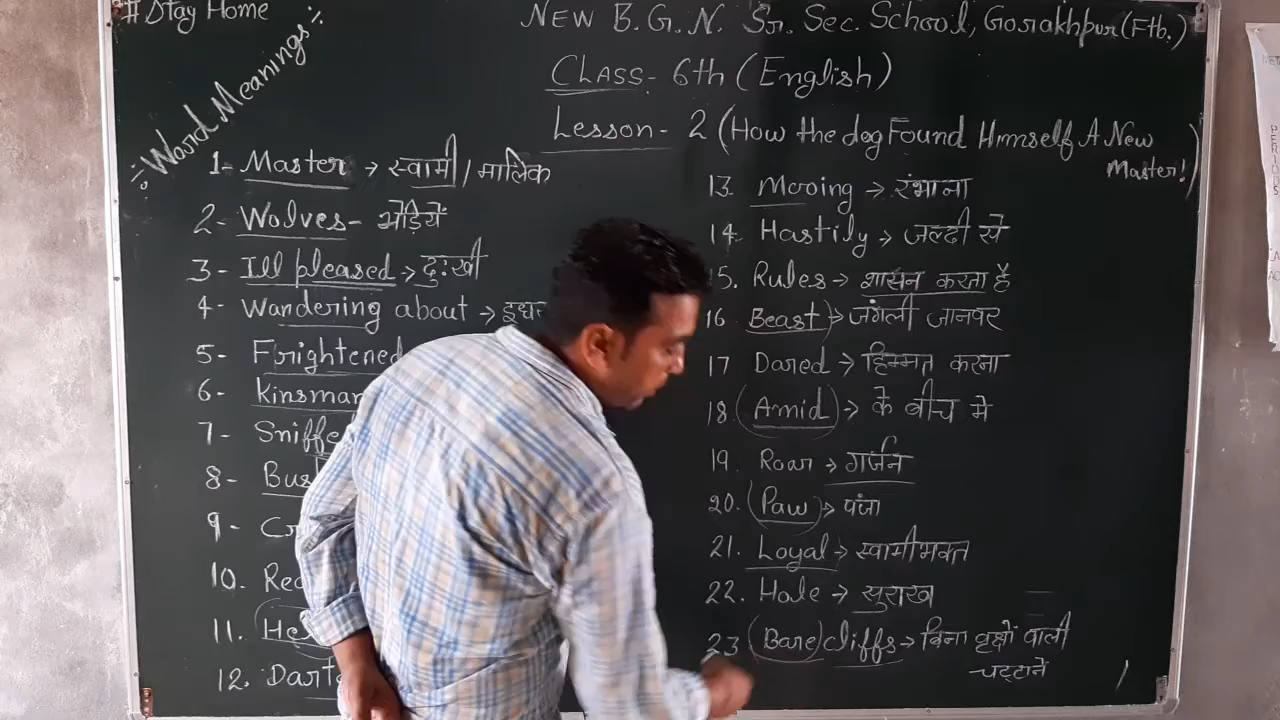 #Stay Home
Word Meanings
NEW B.G.N. Sr. Sec. School, Gorakhpur(Ftb.)
CLASS- 6th (English)
Lesson- 2 (How the dog Found Himself A New
Master!)
1- Master → स्वामी/मालिक
2- Wolves- भेड़ियें
3- Ill pleased → दुःखी
4- Wandering about →
5- Frightened
6-
7-
8-
9-
10-
11-
12.
13. Mooing → रंभाना
14. Hastily → जल्दी से
15. Rules → शासन करता है
16 Beast → जंगली जानवर
17 Dared → हिम्मत करना
18 (Amid) → के बीच मे
19. Roar → गर्जन
20. (Paw) → पंजा
21. Loyal → स्वामीभक्त
22. Hole → सुराख
23 (Bare) cliffs → बिना वृक्षों वाली
चट्टानें